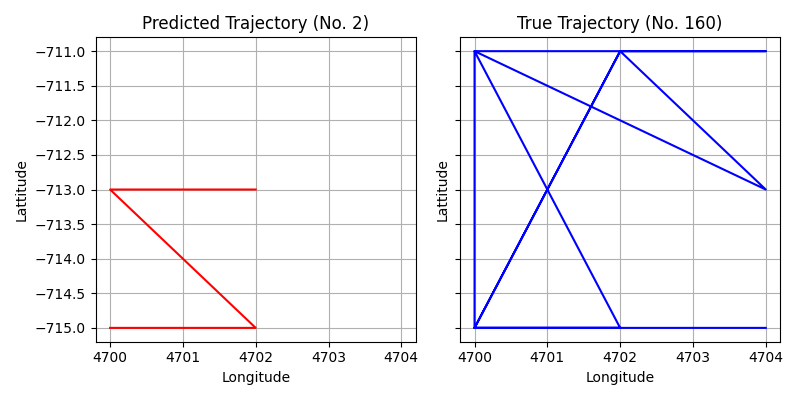 Predicted Trajectory (No. 2)
True Trajectory (No. 160)
−711.0
−711.5
−712.0
−712.5
−713.0
−713.5
−714.0
−714.5
−715.0
Lattitude
Lattitude
4700 4701 4702 4703 4704
4700 4701 4702 4703 4704
Longitude
Longitude